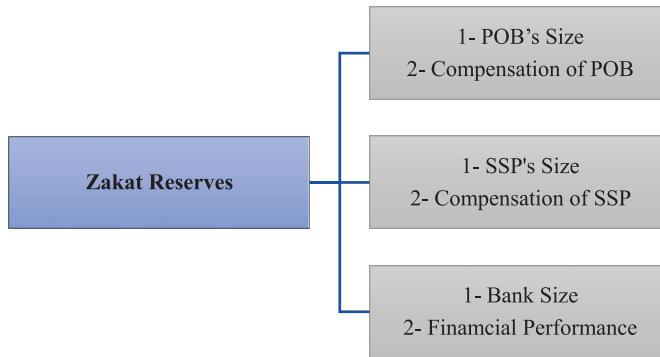 1- POB’s Size
2- Compensation of POB
Zakat Reserves
1- SSP's Size
2- Compensation of SSP
1- Bank Size
2- Finamcial Performance